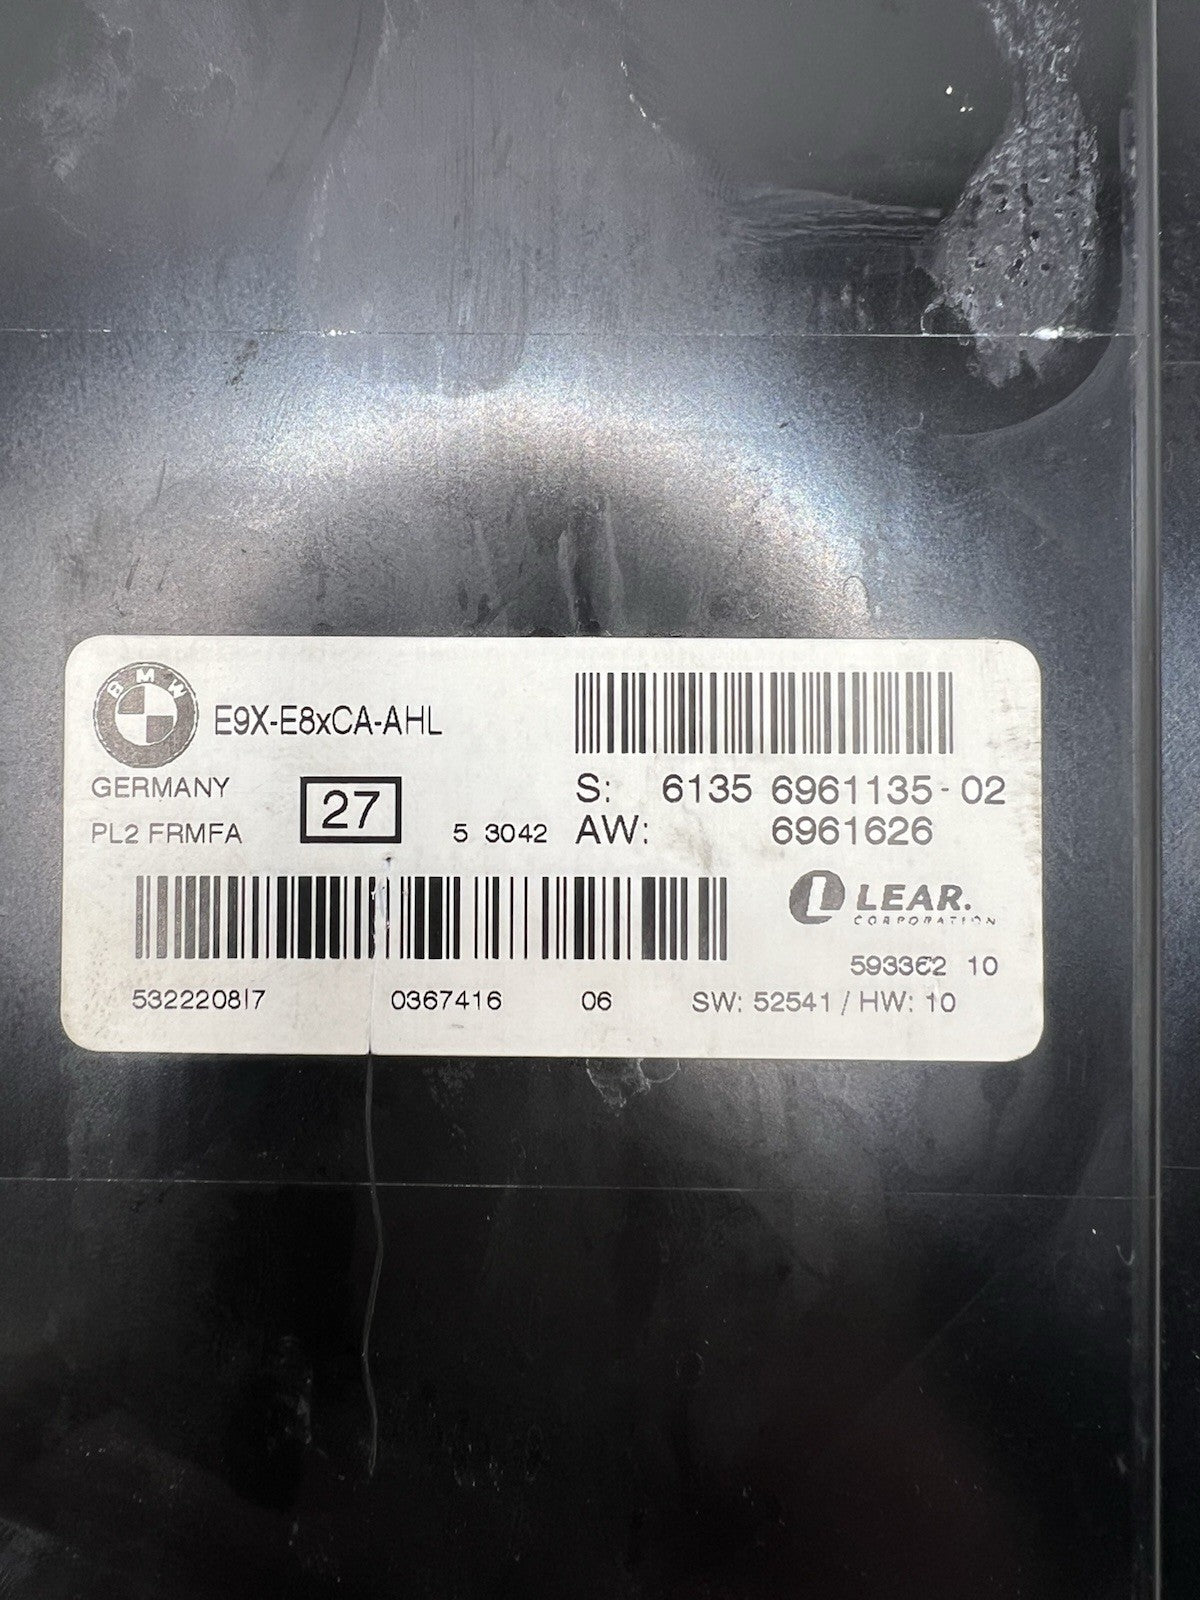 BMW
E9X-E8xCA-AHL
GERMANY
PL2 FRMFA
27
5 3042
S: 6135 6961135-02
AW: 6961626
LEAR.
CORPORATION
593362 10
532220817
0367416
06
SW: 52541 / HW: 10